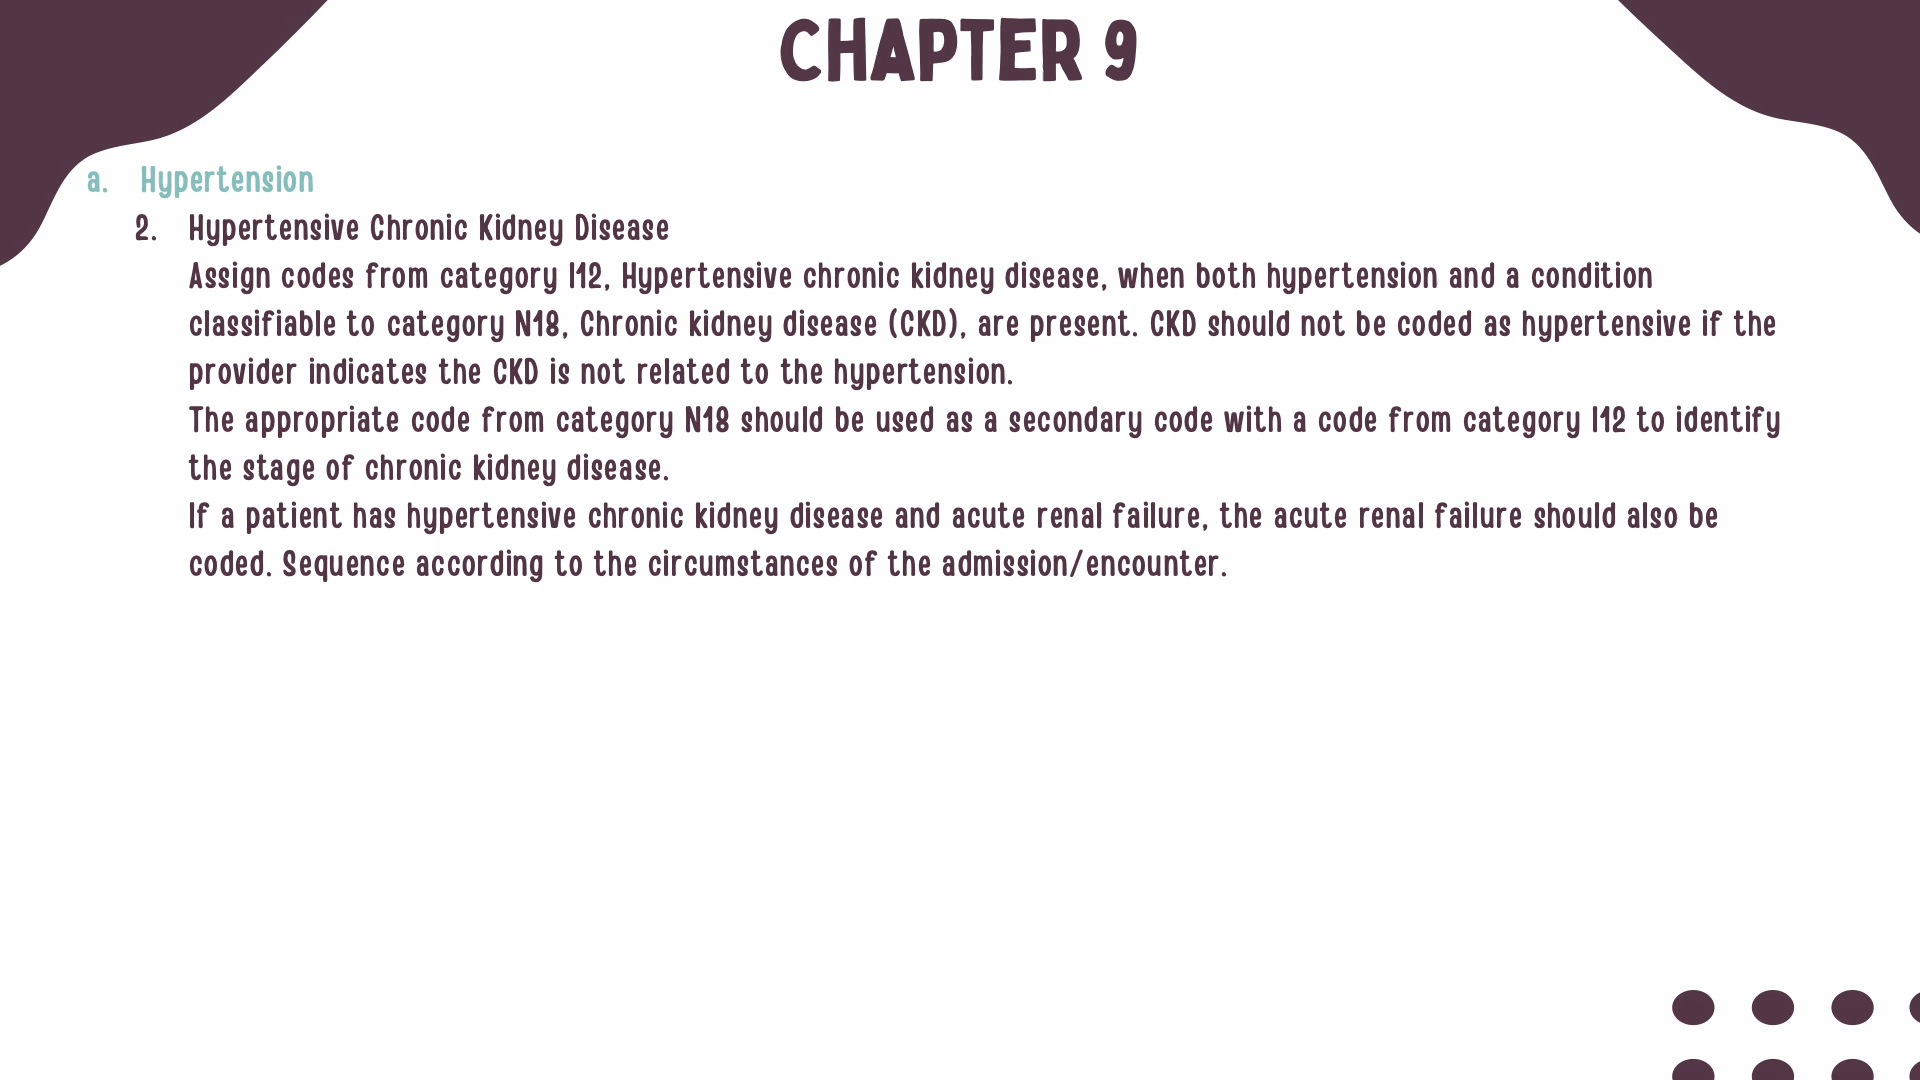 CHAPTER 9
a. Hypertension
2. Hypertensive Chronic Kidney Disease
Assign codes from category I12, Hypertensive chronic kidney disease, when both hypertension and a condition
classifiable to category N18, Chronic kidney disease (CKD), are present. CKD should not be coded as hypertensive if the
provider indicates the CKD is not related to the hypertension.
The appropriate code from category N18 should be used as a secondary code with a code from category I12 to identify
the stage of chronic kidney disease.
If a patient has hypertensive chronic kidney disease and acute renal failure, the acute renal failure should also be
coded. Sequence according to the circumstances of the admission/encounter.